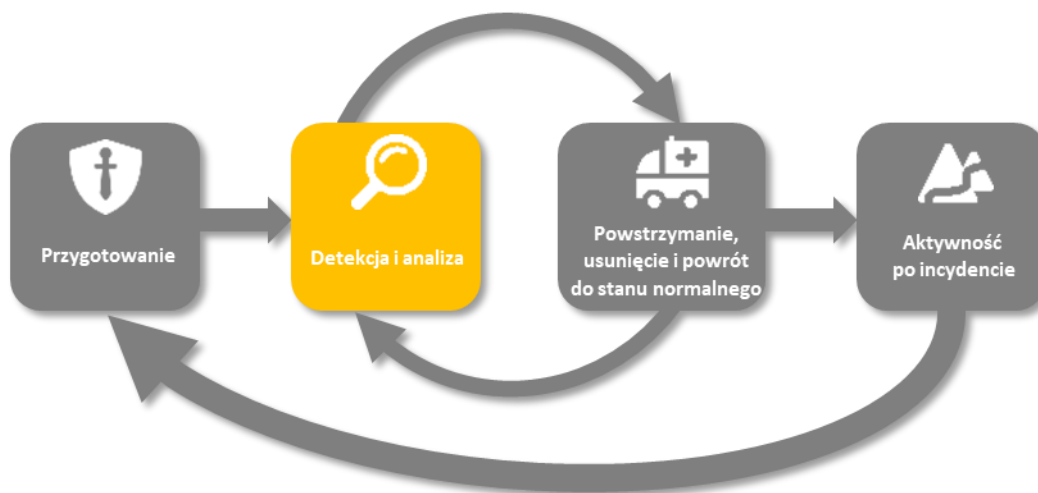 Przygotowanie
Detekcja i analiza
Powstrzymanie,
usunięcie i powrót
do stanu normalnego
Aktywność
po incydencie